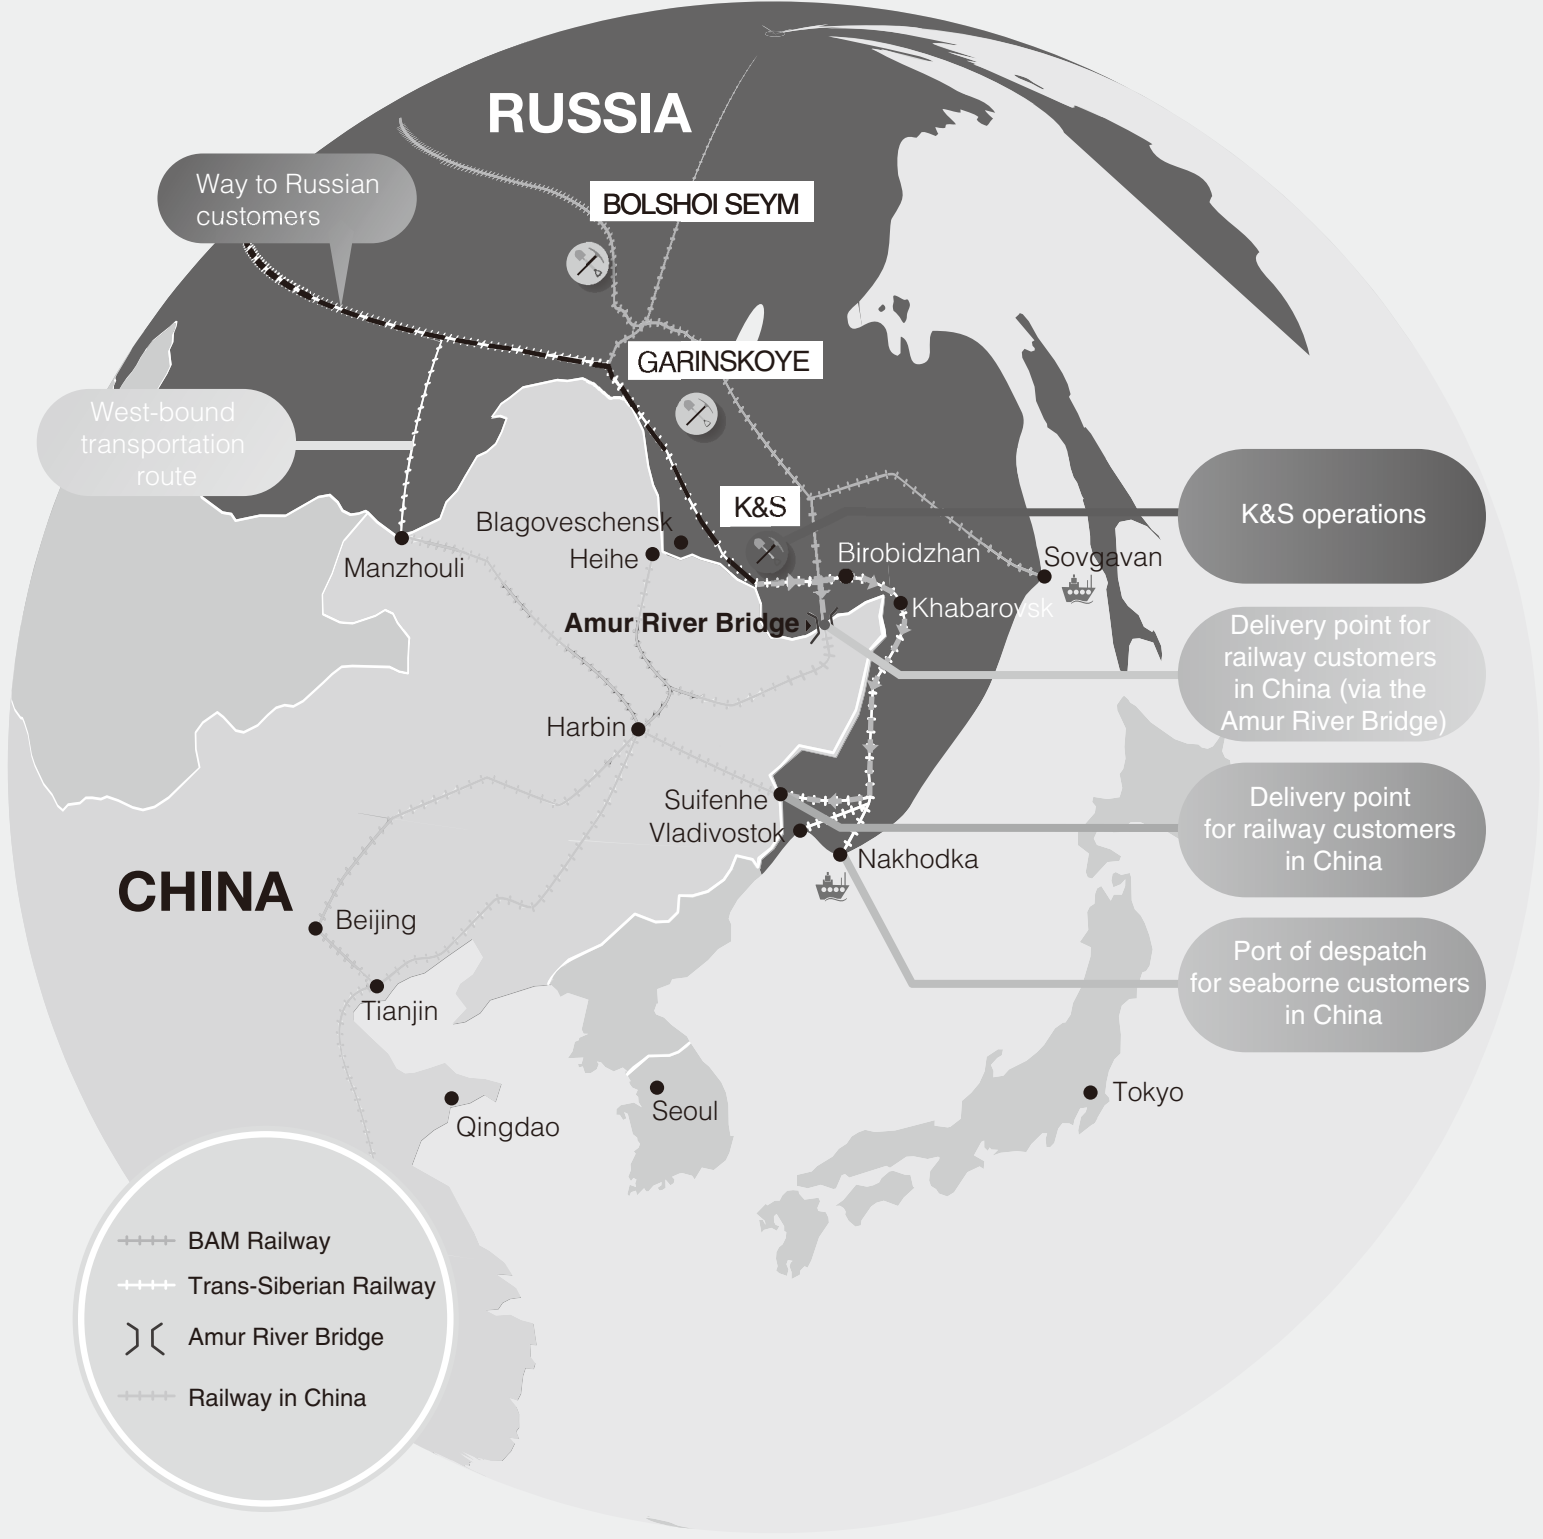 RUSSIA
Way to Russian
customers
BOLSHOI SEYM
GARINSKOYE
West-bound
transportation
route
K&S
K&S operations
Blagoveschensk
Heihe
Manzhouli
Birobidzhan
Sovgavan
Khabarovsk
Amur River Bridge
Delivery point for
railway customers
in China (via the
Amur River Bridge)
Harbin
Suifenhe
Vladivostok
Nakhodka
Delivery point
for railway customers
in China
CHINA
Beijing
Tianjin
Port of despatch
for seaborne customers
in China
Qingdao
Seoul
Tokyo
BAM Railway
Trans-Siberian Railway
Amur River Bridge
Railway in China